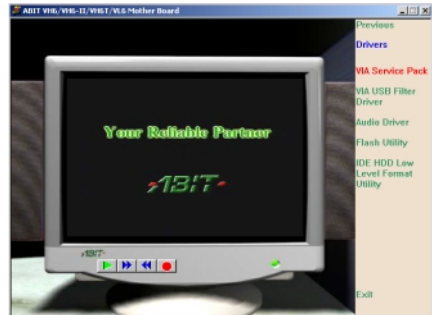 ABIT VH6/VH6-II/VH6T/VL6 Mother Board
Previous
Drivers
VIA Service Pack
VIA USB Filter
Driver
Audio Driver
Flash Utility
IDE HDD Low
Level Format
Utility
Exit
Your Reliable Partner
ABIT
ABIT